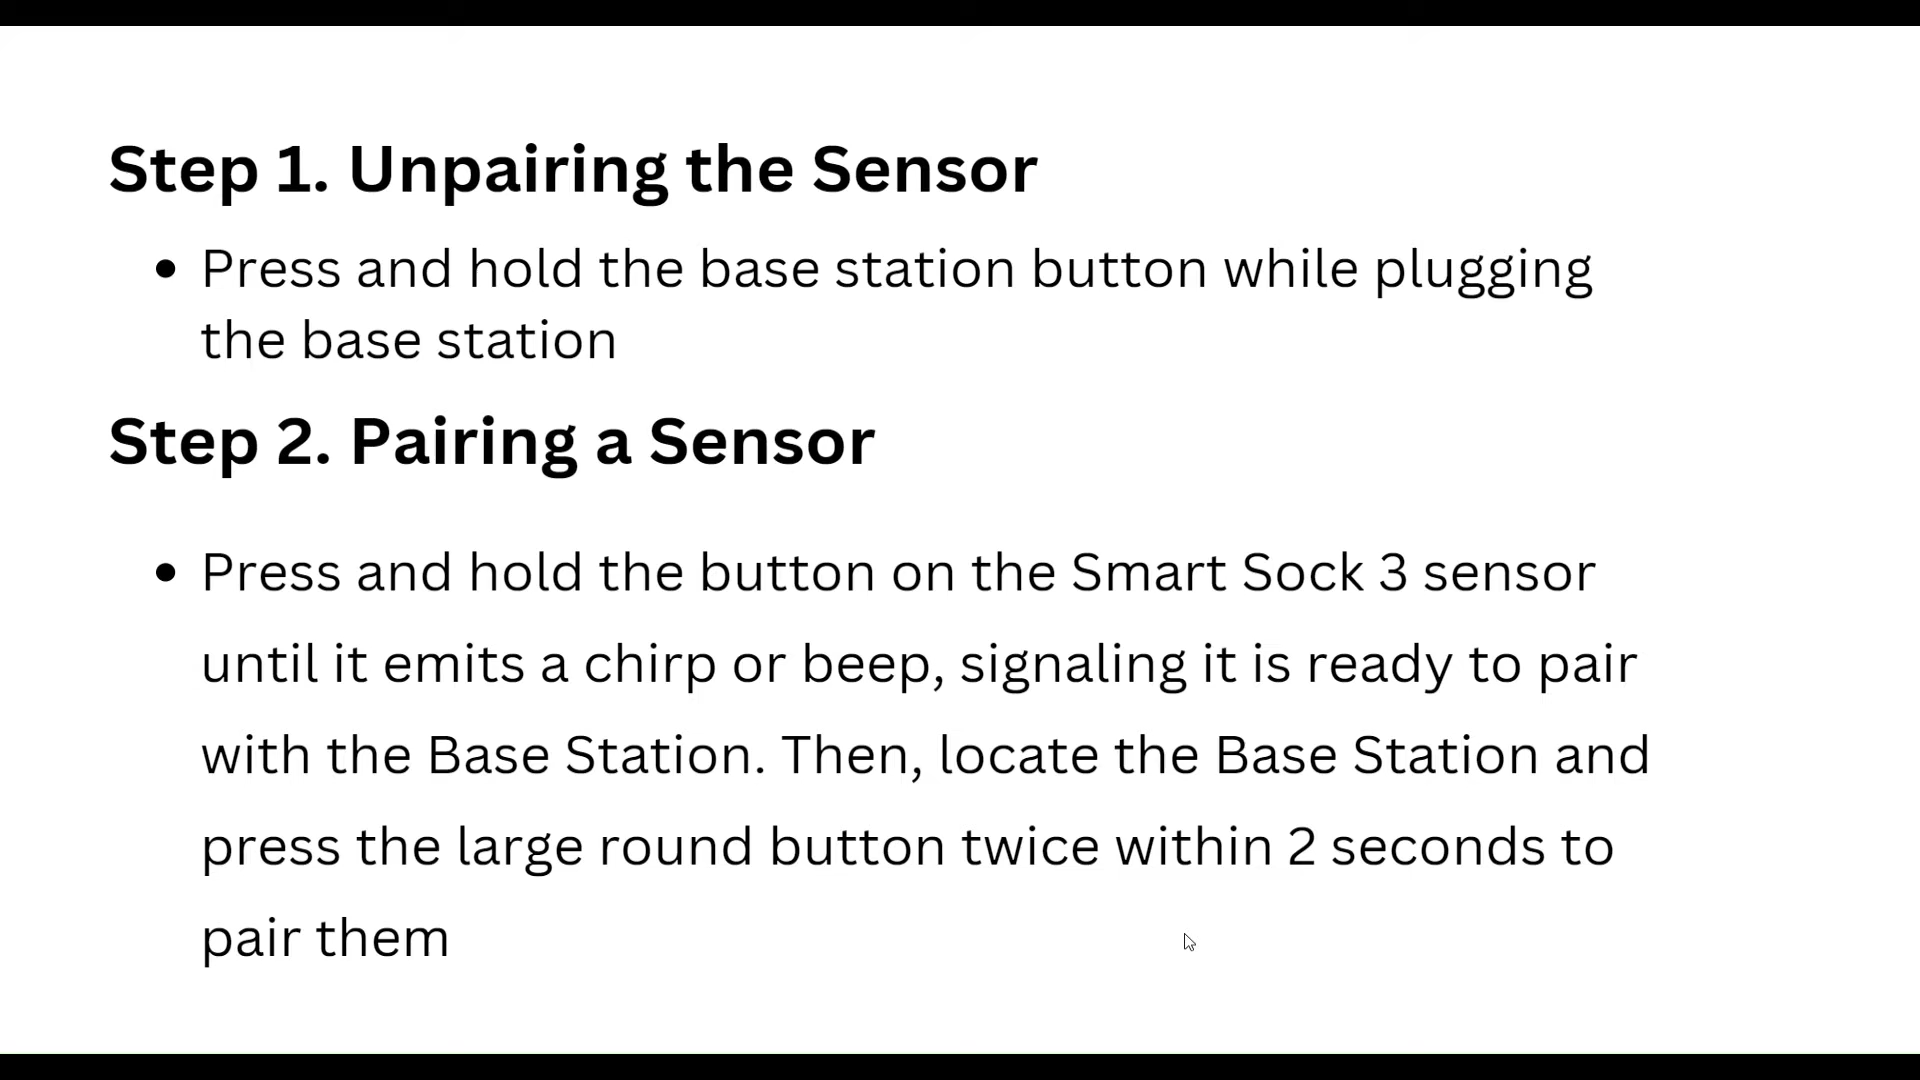 Step 1. Unpairing the Sensor
• Press and hold the base station button while plugging
the base station
Step 2. Pairing a Sensor
• Press and hold the button on the Smart Sock 3 sensor
until it emits a chirp or beep, signaling it is ready to pair
with the Base Station. Then, locate the Base Station and
press the large round button twice within 2 seconds to
pair them